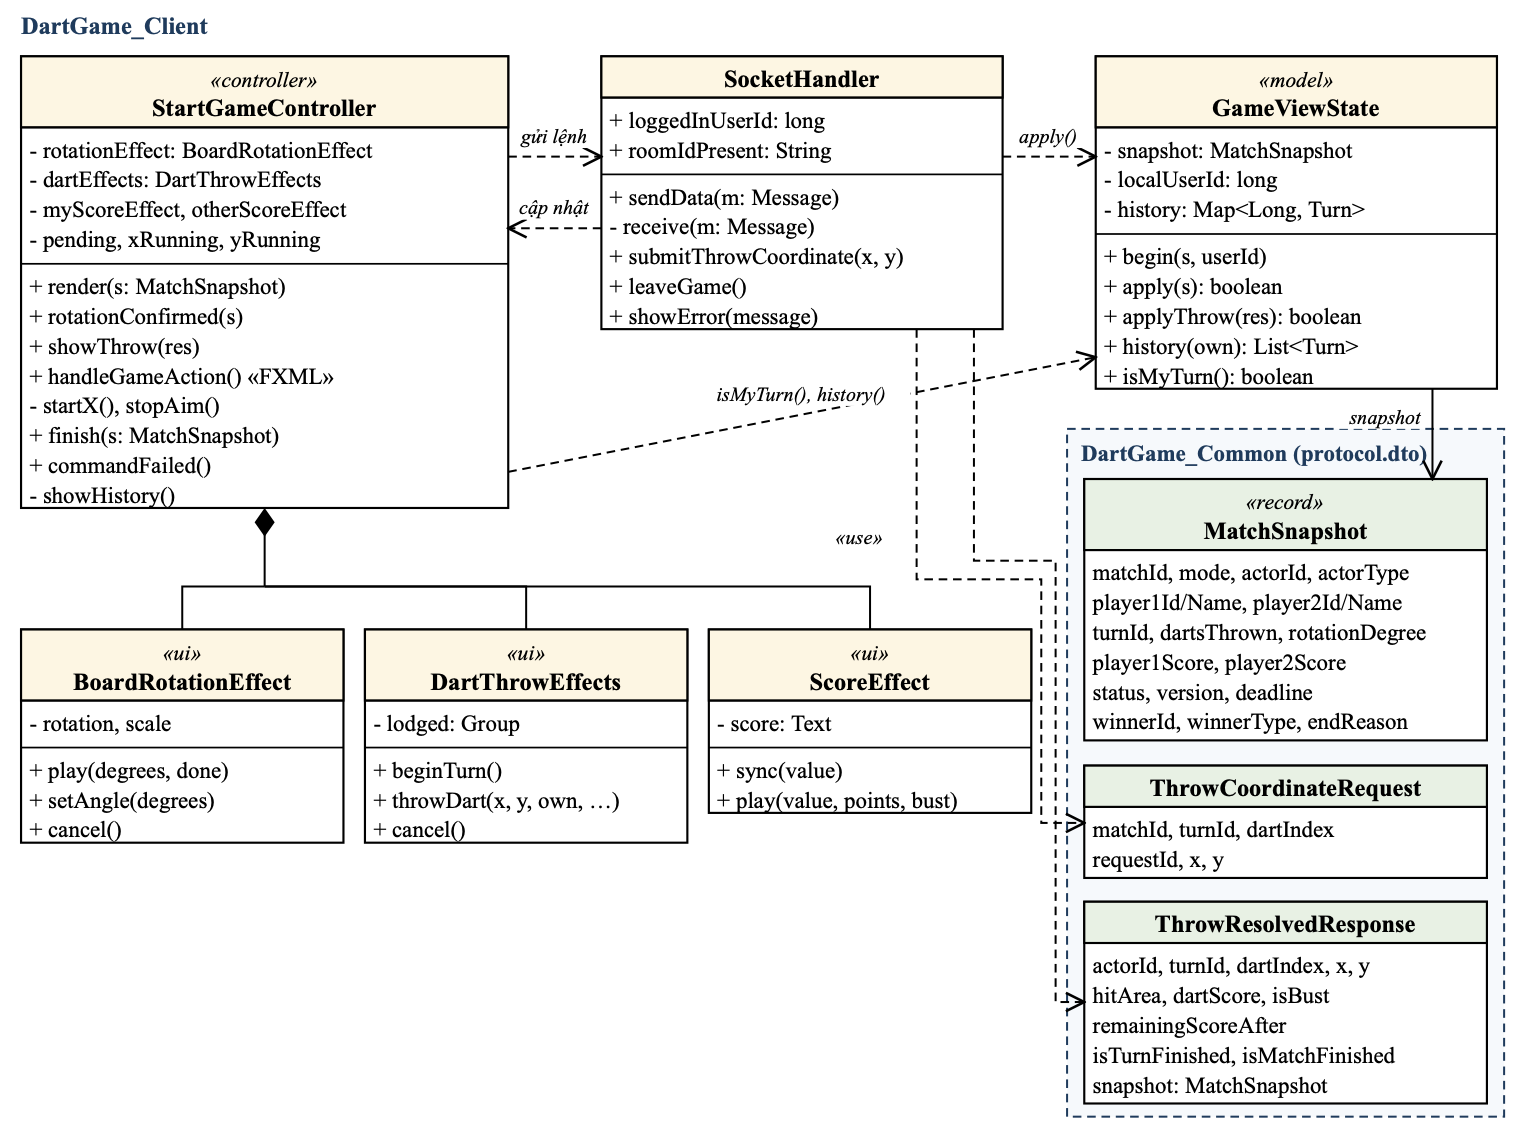 DartGame_Client
«controller»
StartGameController
- rotationEffect: BoardRotationEffect
- dartEffects: DartThrowEffects
- myScoreEffect, otherScoreEffect
- pending, xRunning, yRunning
+ render(s: MatchSnapshot)
+ rotationConfirmed(s)
+ showThrow(res)
+ handleGameAction() «FXML»
- startX(), stopAim()
+ finish(s: MatchSnapshot)
+ commandFailed()
- showHistory()
gửi lệnh
cập nhật
SocketHandler
+ loggedInUserId: long
+ roomIdPresent: String
+ sendData(m: Message)
- receive(m: Message)
+ submitThrowCoordinate(x, y)
+ leaveGame()
+ showError(message)
apply()
«model»
GameViewState
- snapshot: MatchSnapshot
- localUserId: long
- history: Map<Long, Turn>
+ begin(s, userId)
+ apply(s): boolean
+ applyThrow(res): boolean
+ history(own): List<Turn>
+ isMyTurn(): boolean
isMyTurn(), history()
snapshot
«use»
«ui»
BoardRotationEffect
- rotation, scale
+ play(degrees, done)
+ setAngle(degrees)
+ cancel()
«ui»
DartThrowEffects
- lodged: Group
+ beginTurn()
+ throwDart(x, y, own, …)
+ cancel()
«ui»
ScoreEffect
- score: Text
+ sync(value)
+ play(value, points, bust)
DartGame_Common (protocol.dto)
«record»
MatchSnapshot
matchId, mode, actorId, actorType
player1Id/Name, player2Id/Name
turnId, dartsThrown, rotationDegree
player1Score, player2Score
status, version, deadline
winnerId, winnerType, endReason
ThrowCoordinateRequest
matchId, turnId, dartIndex
requestId, x, y
ThrowResolvedResponse
actorId, turnId, dartIndex, x, y
hitArea, dartScore, isBust
remainingScoreAfter
isTurnFinished, isMatchFinished
snapshot: MatchSnapshot